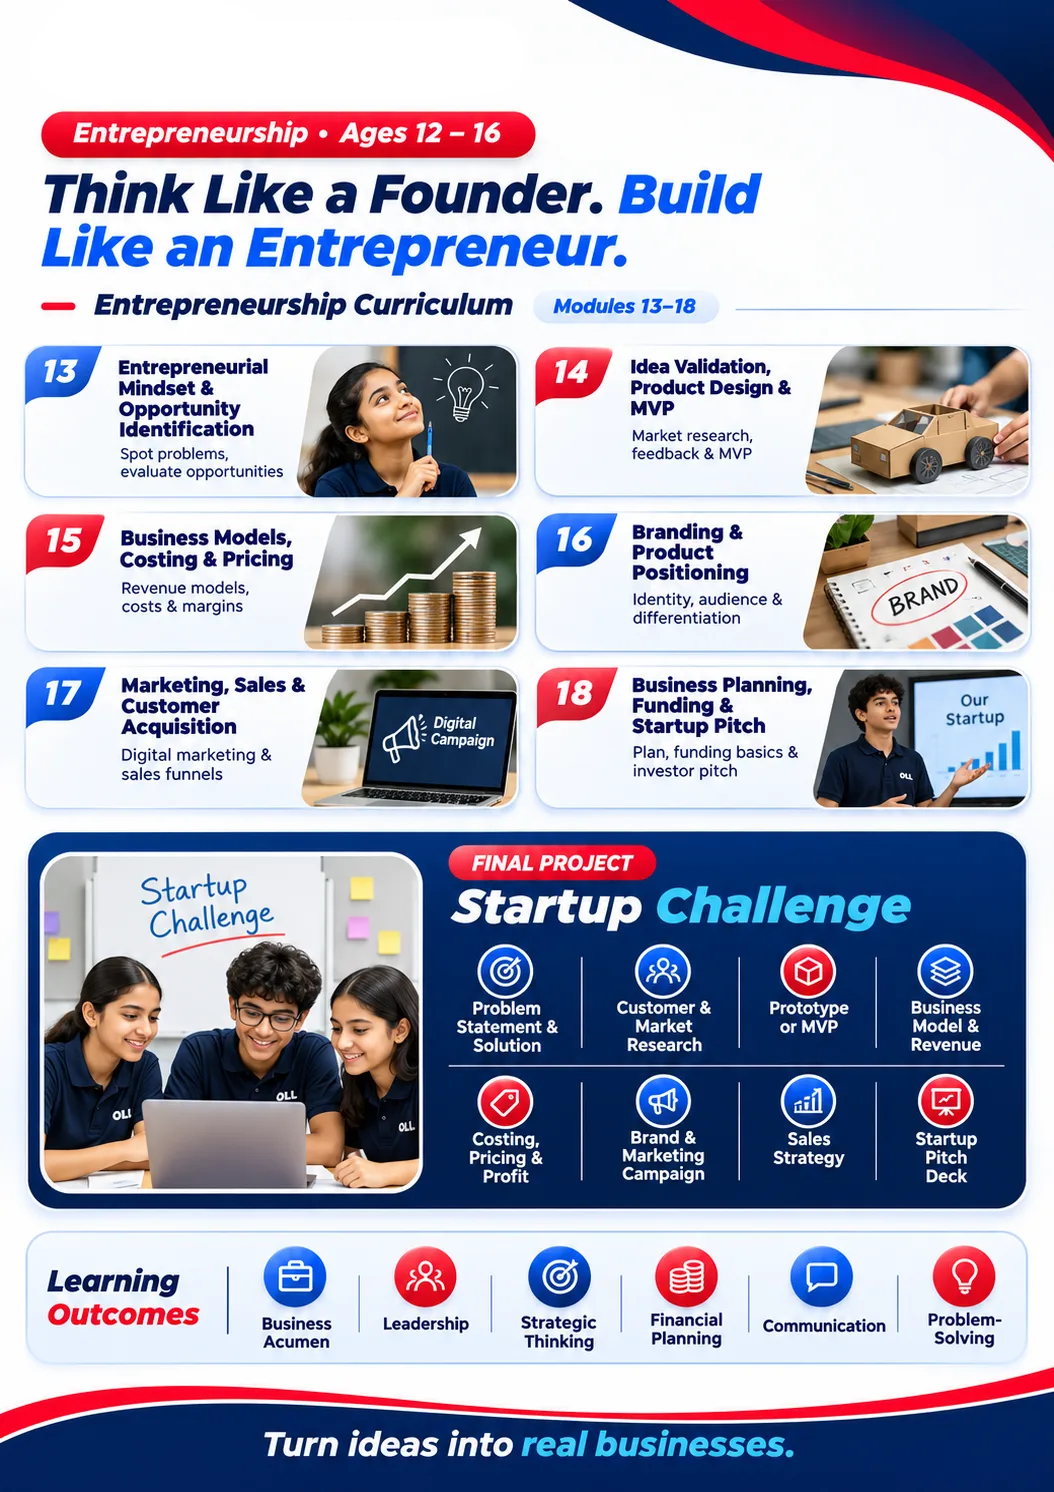 Entrepreneurship • Ages 12 – 16
Think Like a Founder. Build
Like an Entrepreneur.
Entrepreneurship Curriculum
Modules 13–18
13
Entrepreneurial
Mindset &
Opportunity
Identification
Spot problems,
evaluate opportunities
14
Idea Validation,
Product Design &
MVP
Market research,
feedback & MVP
15
Business Models,
Costing & Pricing
Revenue models,
costs & margins
16
Branding &
Product
Positioning
Identity, audience &
differentiation
BRAND
17
Marketing, Sales &
Customer
Acquisition
Digital marketing &
sales funnels
Digital
Campaign
18
Business Planning,
Funding &
Startup Pitch
Plan, funding basics &
investor pitch
Our
Startup
OLL
Startup
Challenge
OLL
OLL
OLL
FINAL PROJECT
Startup Challenge
Problem
Statement &
Solution
Customer &
Market
Research
Prototype
or MVP
Business
Model &
Revenue
Costing,
Pricing &
Profit
Brand &
Marketing
Campaign
Sales
Strategy
Startup
Pitch
Deck
Learning
Outcomes
Business
Acumen
Leadership
Strategic
Thinking
Financial
Planning
Communication
Problem-
Solving
Turn ideas into real businesses.